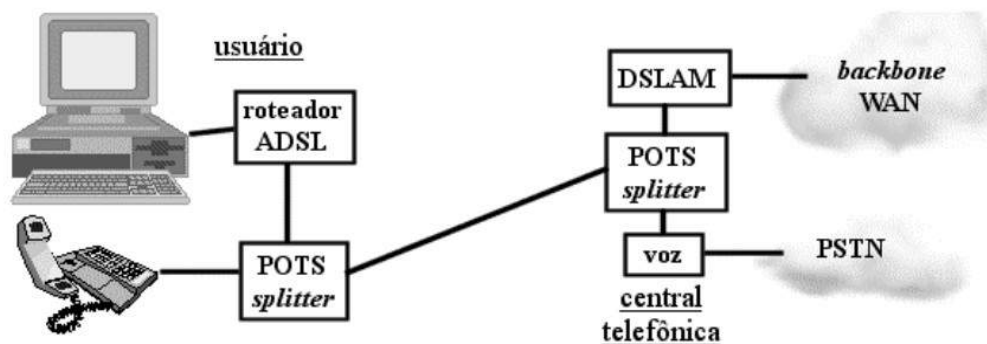 usuário
roteador
ADSL
POTS
splitter
DSLAM
backbone
WAN
POTS
splitter
voz
PSTN
central
telefônica